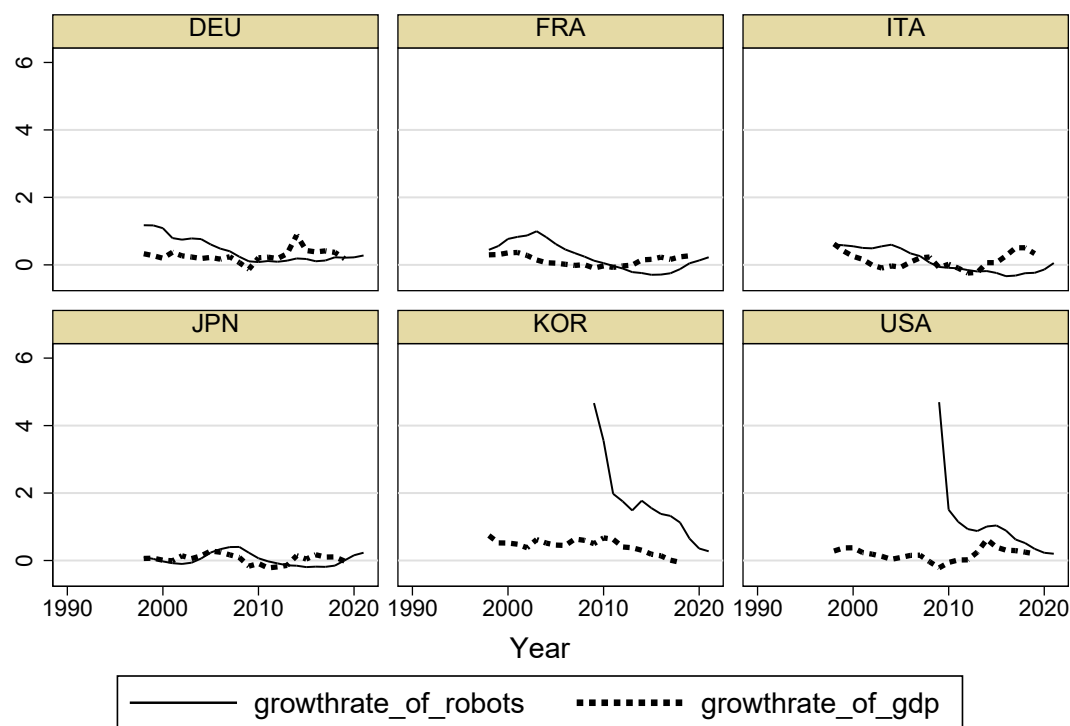 DEU FRA ITA
6
4
2
0
JPN KOR USA
6
4
2
0
1990 2000 2010 2020 1990 2000 2010 2020 1990 2000 2010 2020
Year
growthrate_of_robots growthrate_of_gdp